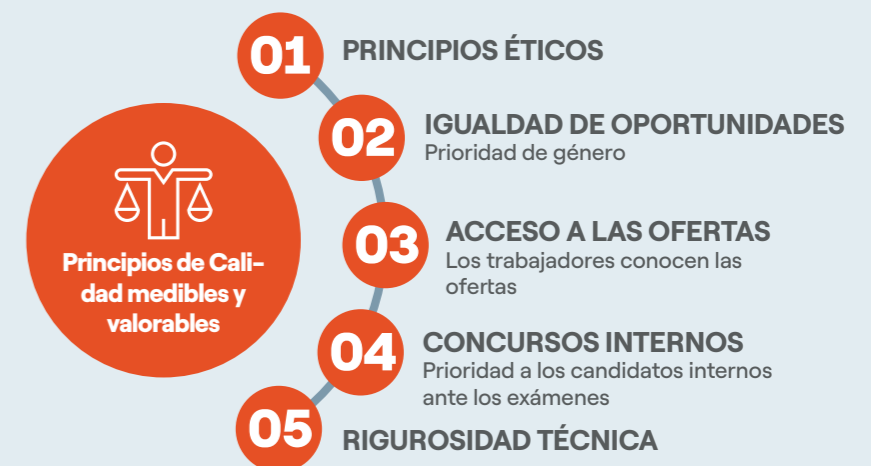 01
PRINCIPIOS ÉTICOS
02
IGUALDAD DE OPORTUNIDADES
Prioridad de género
03
ACCESO A LAS OFERTAS
Los trabajadores conocen las
ofertas
Principios de Cali-
dad medibles y
valorables
04
CONCURSOS INTERNOS
Prioridad a los candidatos internos
ante los exámenes
05
RIGUROSIDAD TÉCNICA